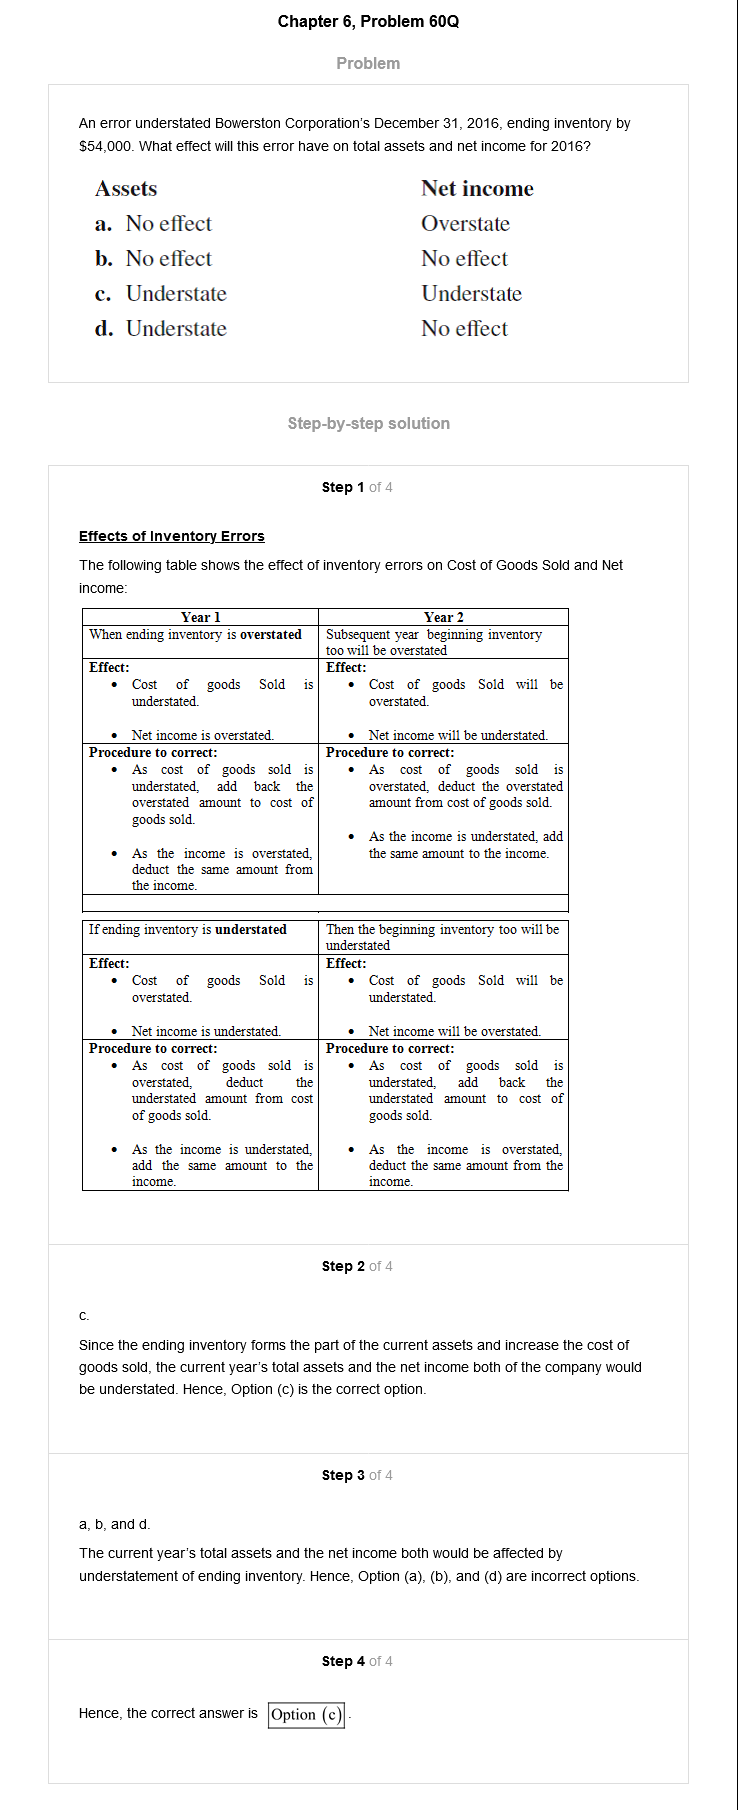 Chapter 6, Problem 60Q
Problem
An error understated Bowerston Corporation's December 31, 2016, ending inventory by
$54,000. What effect will this error have on total assets and net income for 2016?
Assets Net income
a. No effect Overstate
b. No effect No effect
c. Understate Understate
d. Understate No effect
Step-by-step solution
Step 1 of 4
Effects of Inventory Errors
The following table shows the effect of inventory errors on Cost of Goods Sold and Net
income:
Year 1
When ending inventory is overstated
Year 2
Subsequent year beginning inventory
too will be overstated
Effect:
• Cost of goods Sold is
understated.
• Net income is overstated.
Effect:
• Cost of goods Sold will be
overstated.
• Net income will be understated.
Procedure to correct:
• As cost of goods sold is
understated, add back the
overstated amount to cost of
goods sold.
• As the income is overstated,
deduct the same amount from
the income.
Procedure to correct:
• As cost of goods sold is
overstated, deduct the overstated
amount from cost of goods sold.
• As the income is understated, add
the same amount to the income.
If ending inventory is understated
Then the beginning inventory too will be
understated
Effect:
• Cost of goods Sold is
overstated.
• Net income is understated.
Effect:
• Cost of goods Sold will be
understated.
• Net income will be overstated.
Procedure to correct:
• As cost of goods sold is
overstated, deduct the
understated amount from cost
of goods sold.
• As the income is understated,
add the same amount to the
income.
Procedure to correct:
• As cost of goods sold is
understated, add back the
understated amount to cost of
goods sold.
• As the income is overstated,
deduct the same amount from the
income.
Step 2 of 4
c.
Since the ending inventory forms the part of the current assets and increase the cost of
goods sold, the current year's total assets and the net income both of the company would
be understated. Hence, Option (c) is the correct option.
Step 3 of 4
a, b, and d.
The current year's total assets and the net income both would be affected by
understatement of ending inventory. Hence, Option (a), (b), and (d) are incorrect options.
Step 4 of 4
Hence, the correct answer is Option (c).